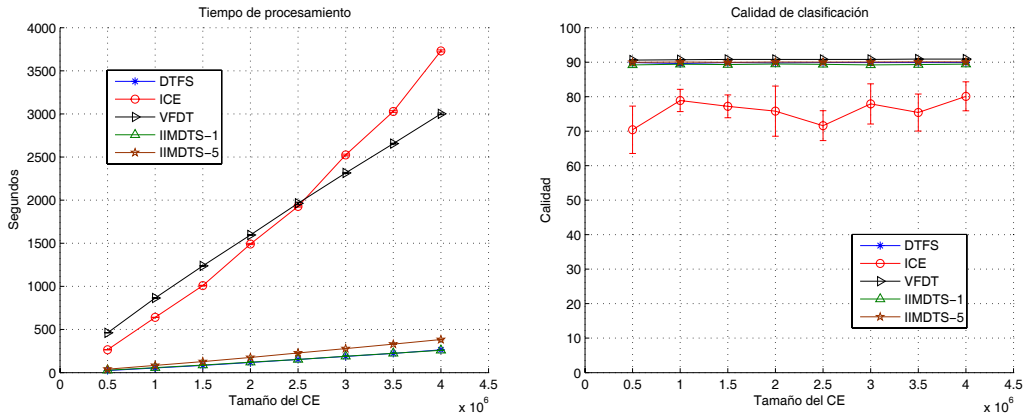 Tiempo de procesamiento
4000
3500
3000
2500
2000
1500
1000
500
0
Segundos
DTFS
ICE
VFDT
IIMDTS−1
IIMDTS−5
0 0.5 1 1.5 2 2.5 3 3.5 4 4.5
Tamaño del CE
x 10^6
Calidad de clasificación
100
90
80
70
60
50
40
30
20
10
0
Calidad
DTFS
ICE
VFDT
IIMDTS−1
IIMDTS−5
0 0.5 1 1.5 2 2.5 3 3.5 4 4.5
Tamaño del CE
x 10^6